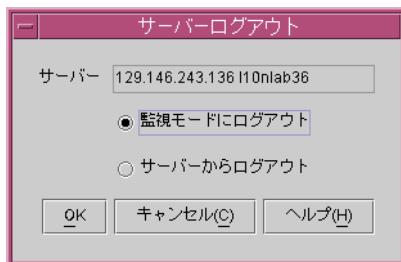 サーバーログアウト
サーバー 129.146.243.136 l10nlab36
監視モードにログアウト
サーバーからログアウト
OK キャンセル(C) ヘルプ(H)